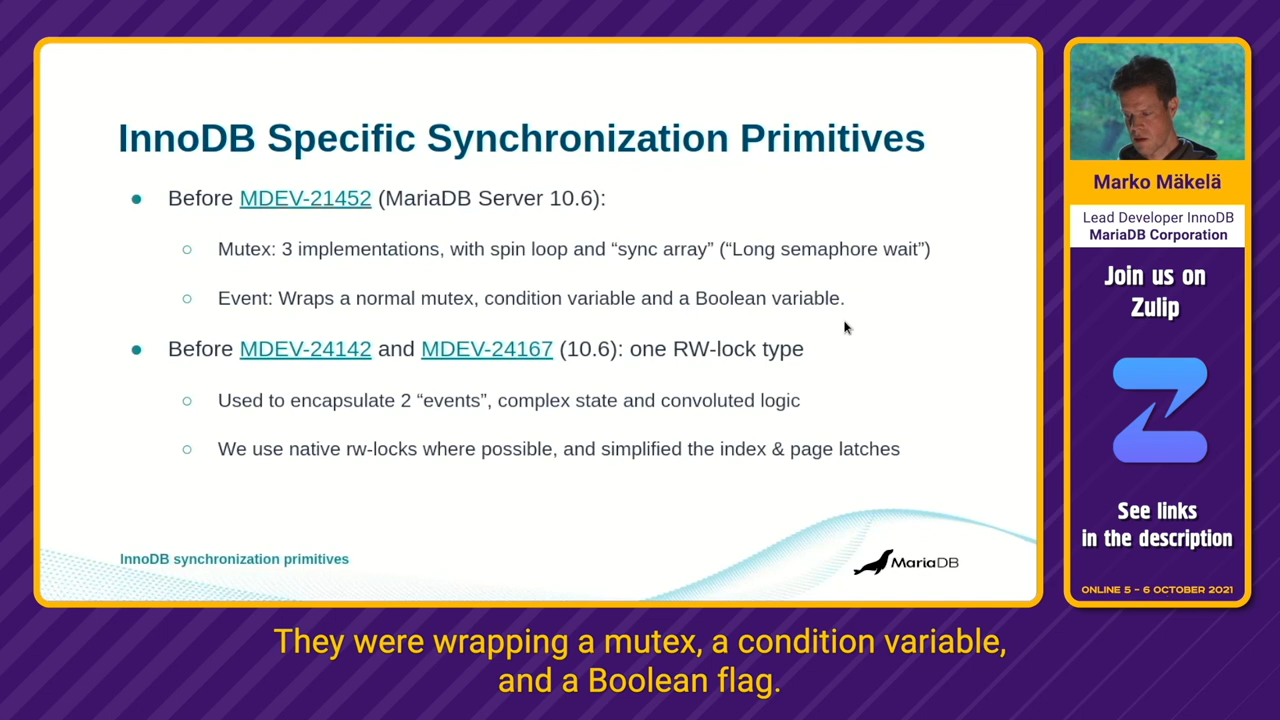 InnoDB Specific Synchronization Primitives
● Before MDEV-21452 (MariaDB Server 10.6):
○ Mutex: 3 implementations, with spin loop and “sync array” (“Long semaphore wait”)
○ Event: Wraps a normal mutex, condition variable and a Boolean variable.
● Before MDEV-24142 and MDEV-24167 (10.6): one RW-lock type
○ Used to encapsulate 2 “events”, complex state and convoluted logic
○ We use native rw-locks where possible, and simplified the index & page latches
InnoDB synchronization primitives
MariaDB
Marko Mäkelä
Lead Developer InnoDB
MariaDB Corporation
Join us on
Zulip
See links
in the description
ONLINE 5 – 6 OCTOBER 2021
They were wrapping a mutex, a condition variable,
and a Boolean flag.